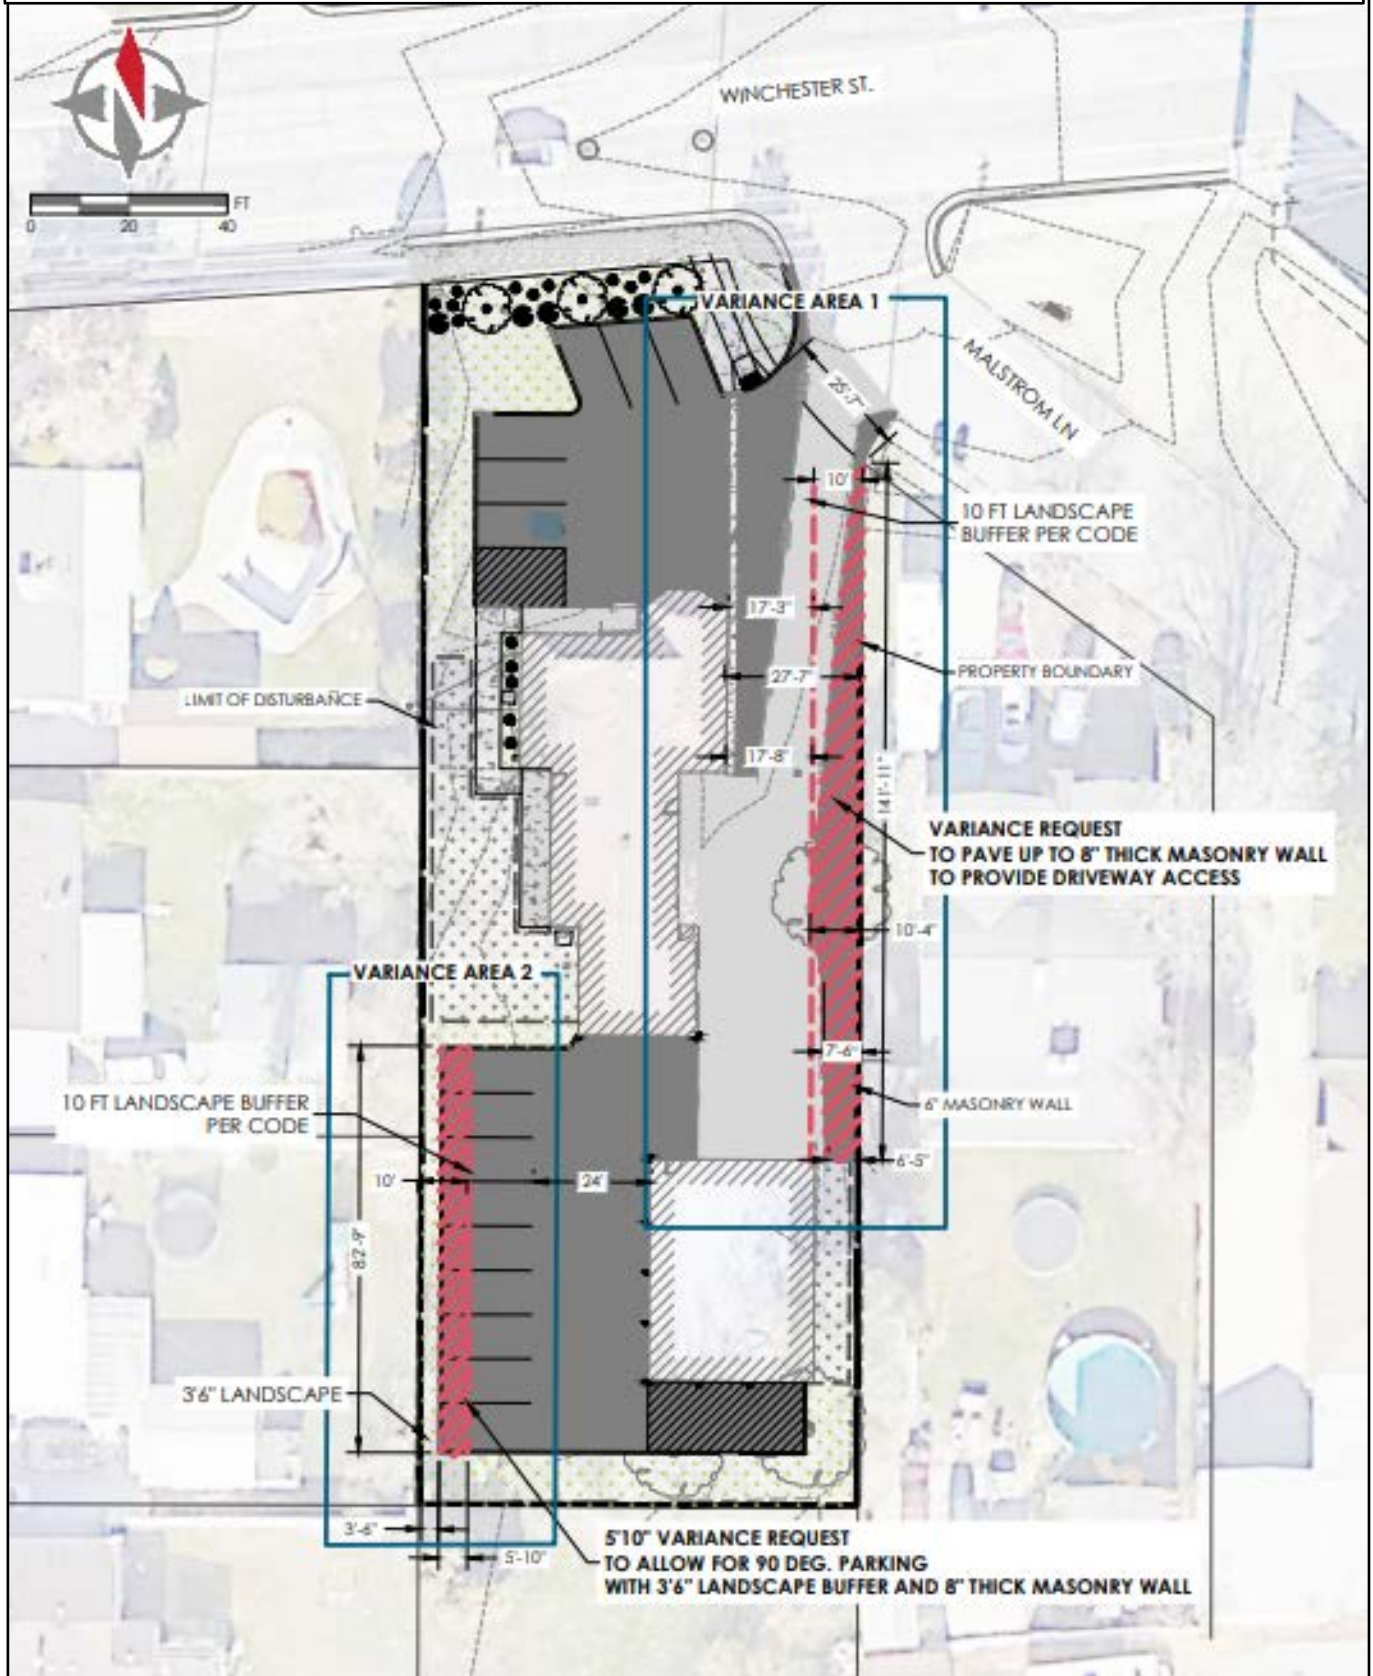 WINCHESTER ST.
N
FT
0 20 40
VARIANCE AREA 1
MALSTROM LN
25'-7"
10'
10 FT LANDSCAPE
BUFFER PER CODE
17'-3"
PROPERTY BOUNDARY
27'-7"
LIMIT OF DISTURBANCE
17'-8"
141'-11"
VARIANCE REQUEST
TO PAVE UP TO 8" THICK MASONRY WALL
TO PROVIDE DRIVEWAY ACCESS
10'-4"
VARIANCE AREA 2
7'-6"
10 FT LANDSCAPE BUFFER
PER CODE
6" MASONRY WALL
6'-5"
10'
24'
82'-9"
3'6" LANDSCAPE
3'-6"
5'-10"
5'10" VARIANCE REQUEST
TO ALLOW FOR 90 DEG. PARKING
WITH 3'6" LANDSCAPE BUFFER AND 8" THICK MASONRY WALL